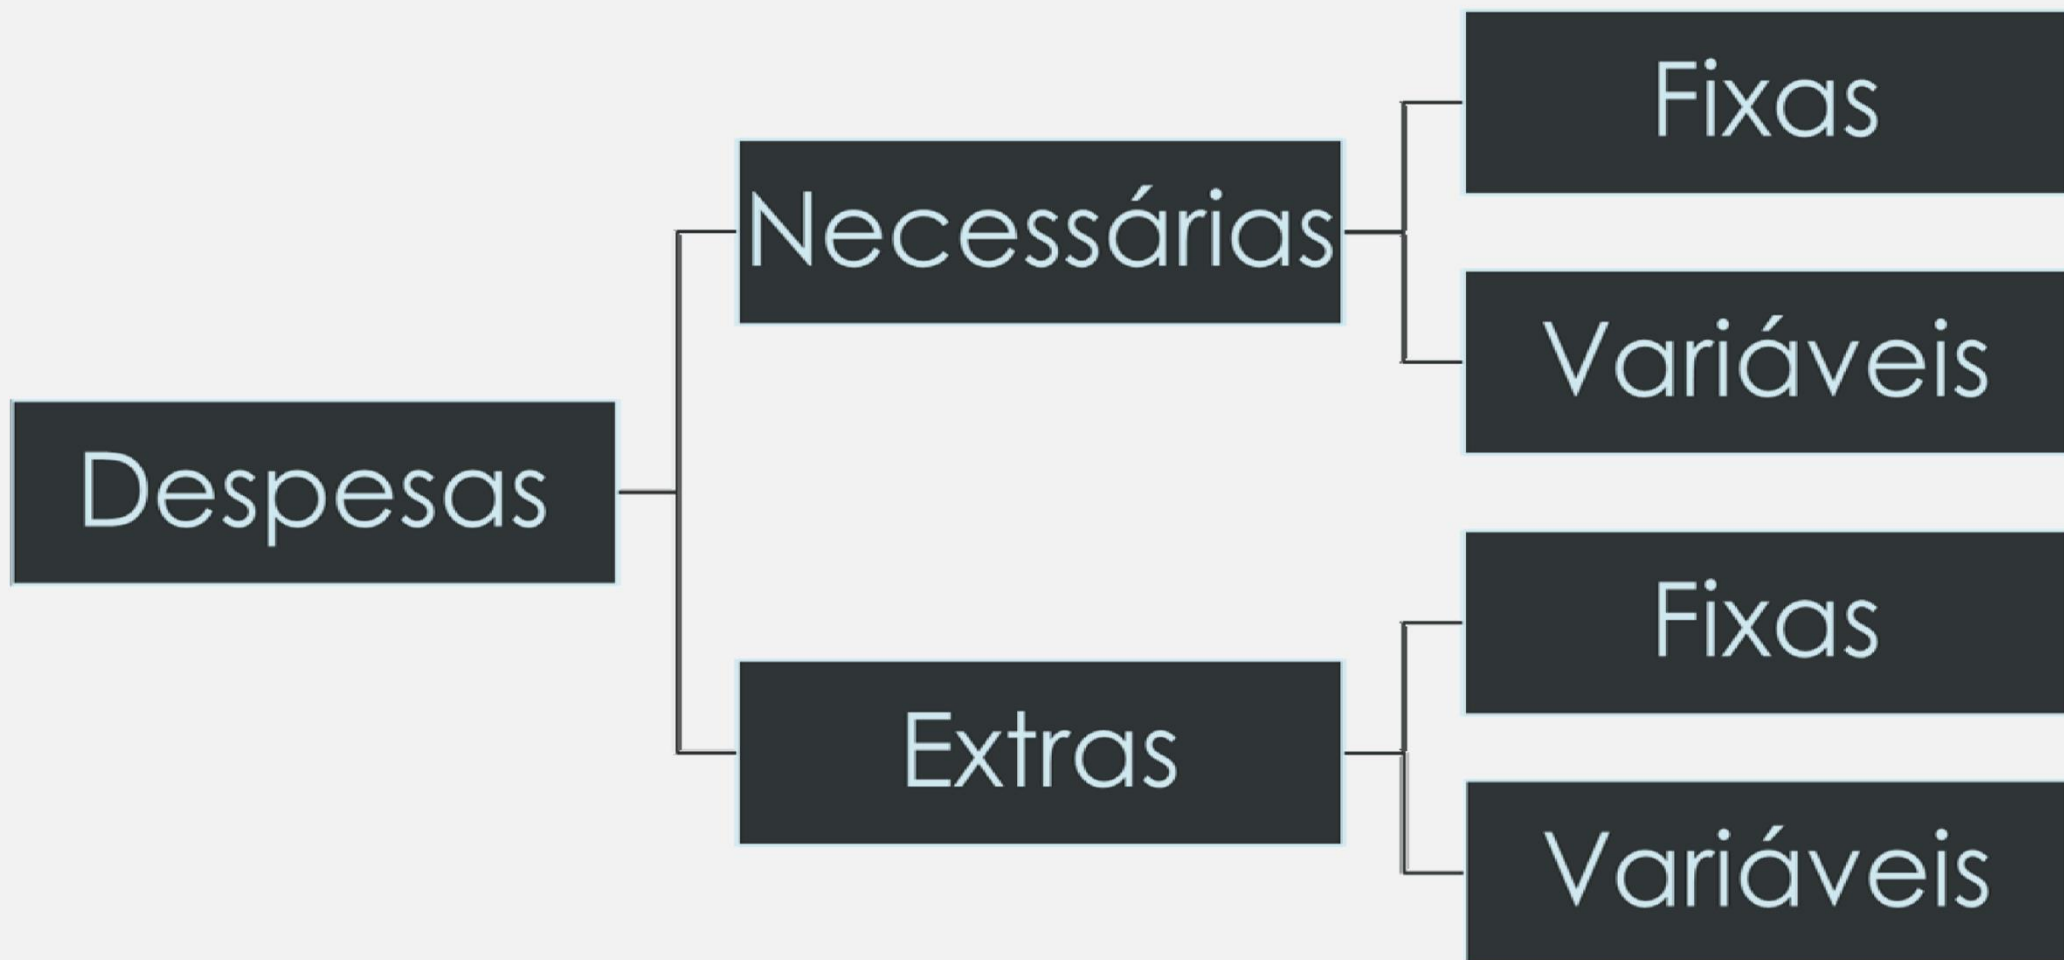 Despesas
Necessárias
Fixas
Variáveis
Extras
Fixas
Variáveis